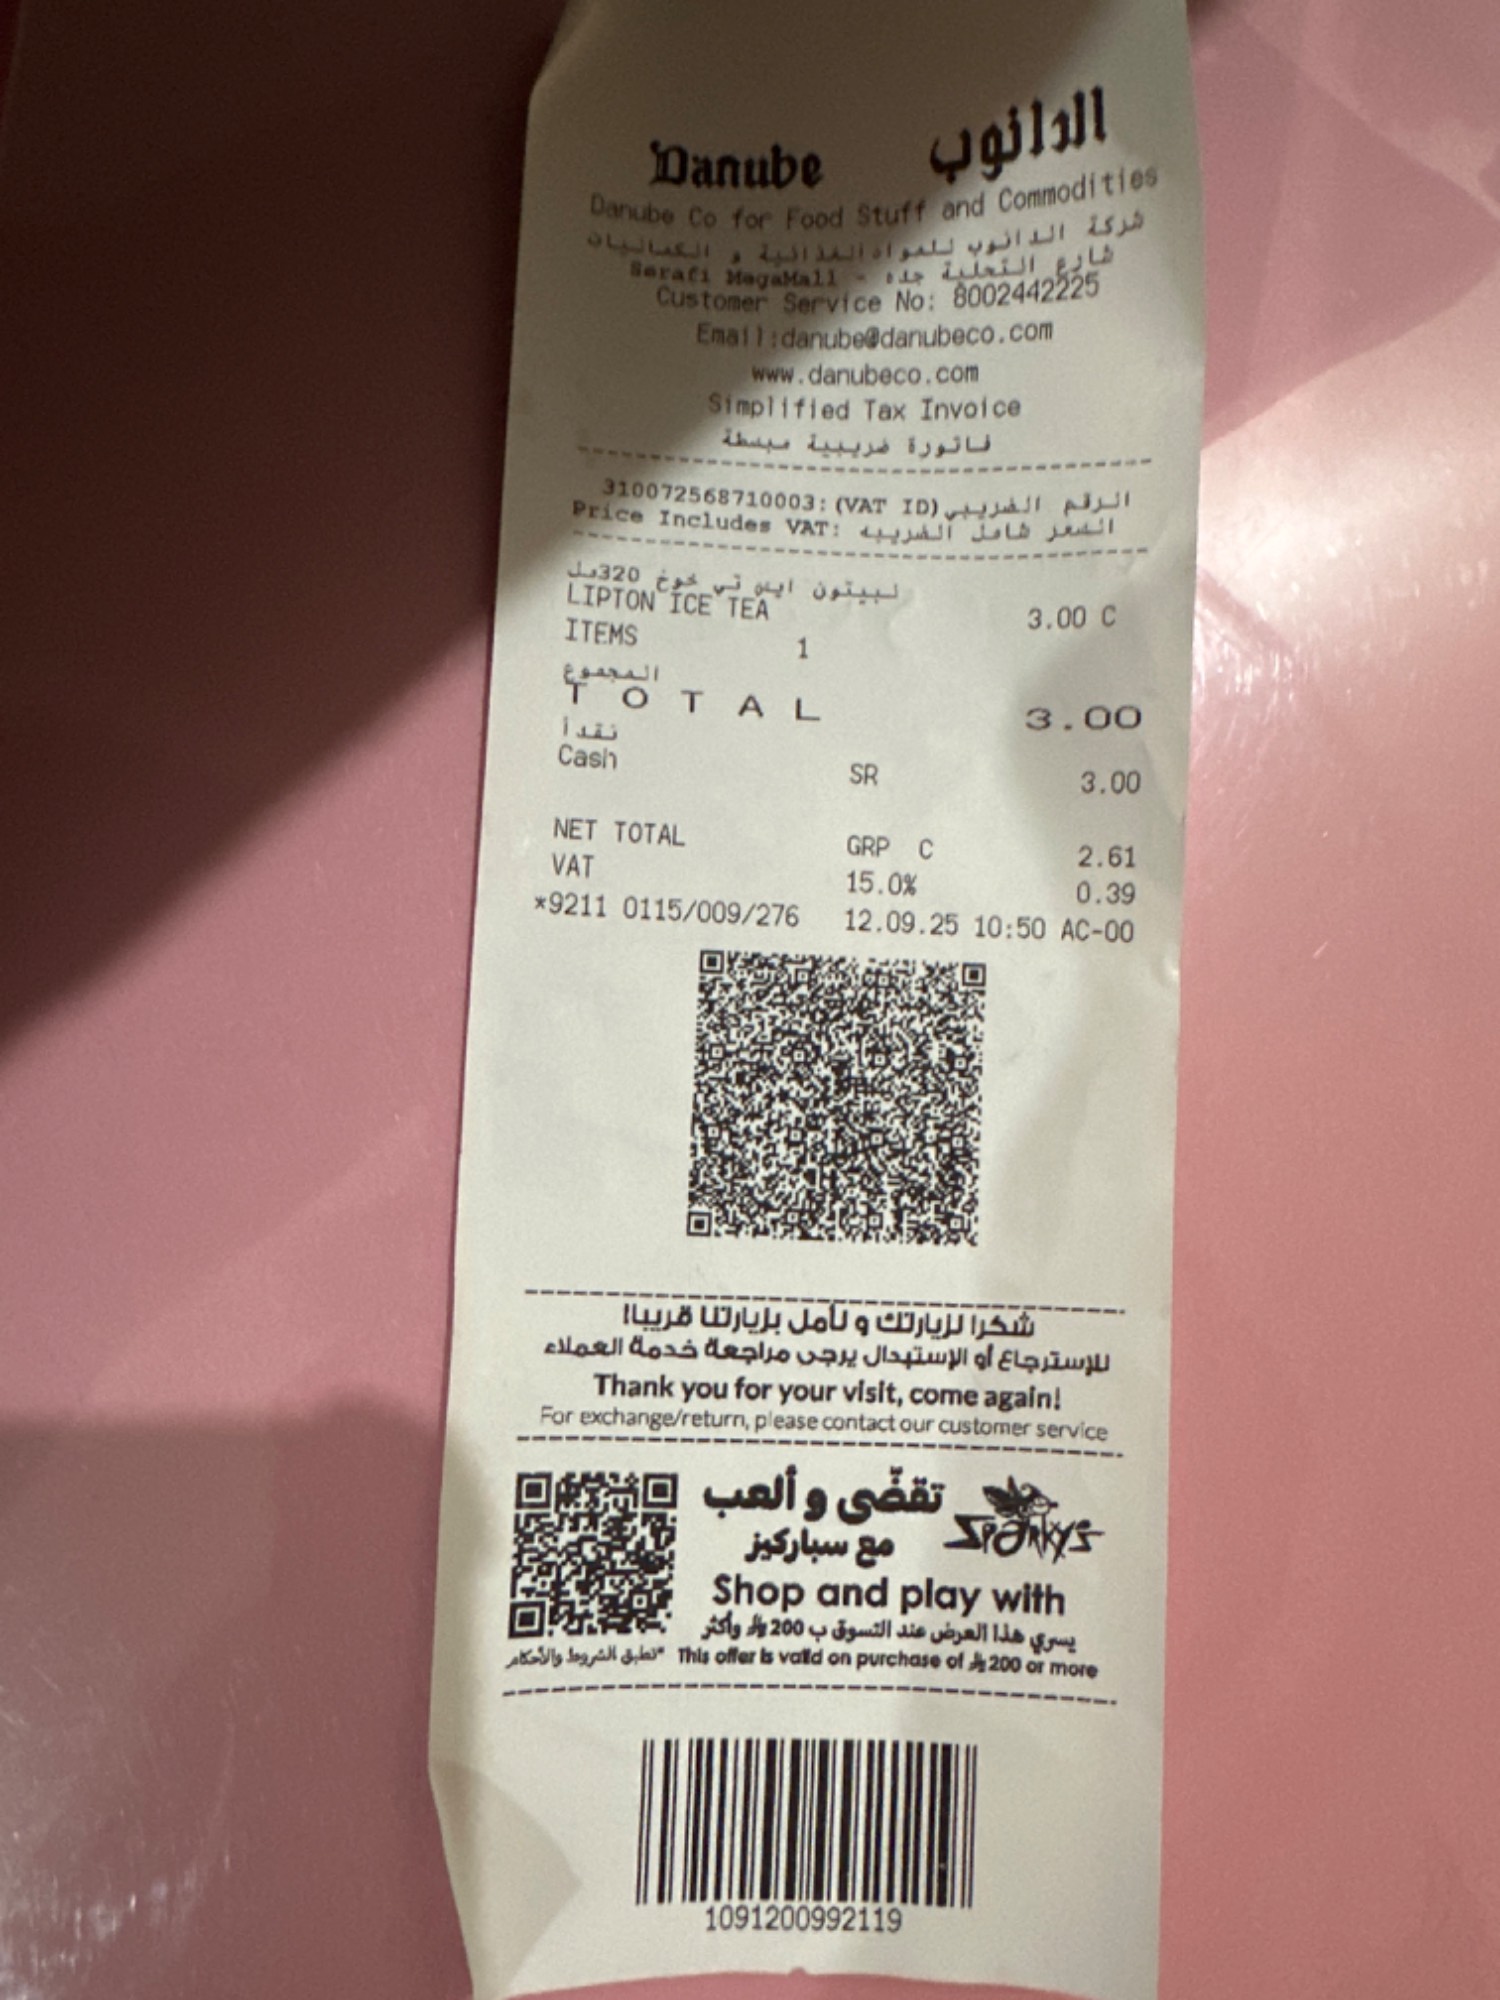 Danube الدانوب
Danube Co for Food Stuff and Commodities
شركة الدانوب للمواد الغذائية و الكماليات
شارع التحلية جده - Serafi MegaMall
Customer Service No: 8002442225
Email:danube@danubeco.com
www.danubeco.com
Simplified Tax Invoice
فاتورة ضريبية مبسطة
الرقم الضريبي(VAT ID):310072568710003
Price Includes VAT: السعر شامل الضريبه
ليبتون ايس تي خوخ 320مل
LIPTON ICE TEA 3.00 C
ITEMS 1
المجموع
TOTAL 3.00
نقدأ
Cash SR 3.00
NET TOTAL GRP C 2.61
VAT 15.0% 0.39
*9211 0115/009/276 12.09.25 10:50 AC-00
شكرا لزيارتك و نأمل بزيارتنا قريبا!
للإسترجاع أو الإستبدال يرجى مراجعة خدمة العملاء
Thank you for your visit, come again!
For exchange/return, please contact our customer service
تقضّى و ألعب
مع سباركيز
SPARKY'S
Shop and play with
يسري هذا العرض عند التسوق ب 200 ⃁ وأكثر
This offer is valid on purchase of ⃁ 200 or more *تطبق الشروط والأحكام
1091200992119